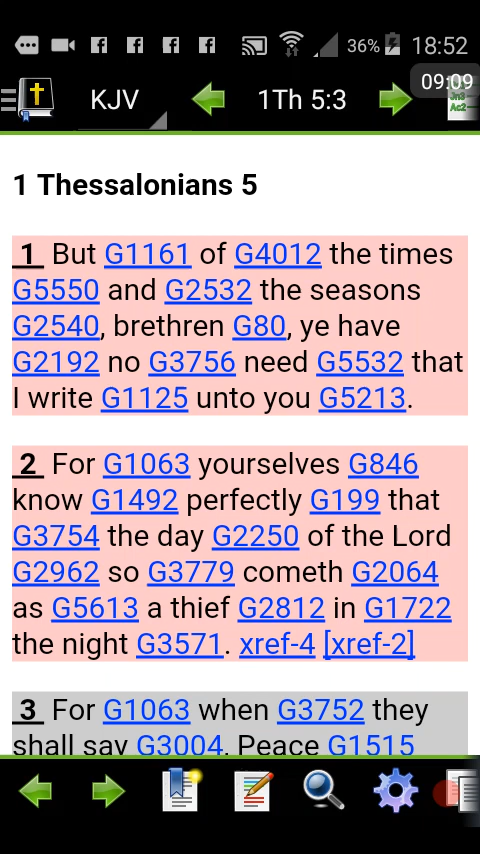 36% 18:52
09:09
KJV 1Th 5:3
1 Thessalonians 5
1 But G1161 of G4012 the times
G5550 and G2532 the seasons
G2540, brethren G80, ye have
G2192 no G3756 need G5532 that
I write G1125 unto you G5213.
2 For G1063 yourselves G846
know G1492 perfectly G199 that
G3754 the day G2250 of the Lord
G2962 so G3779 cometh G2064
as G5613 a thief G2812 in G1722
the night G3571. xref-4 [xref-2]
3 For G1063 when G3752 they
shall say G3004, Peace G1515